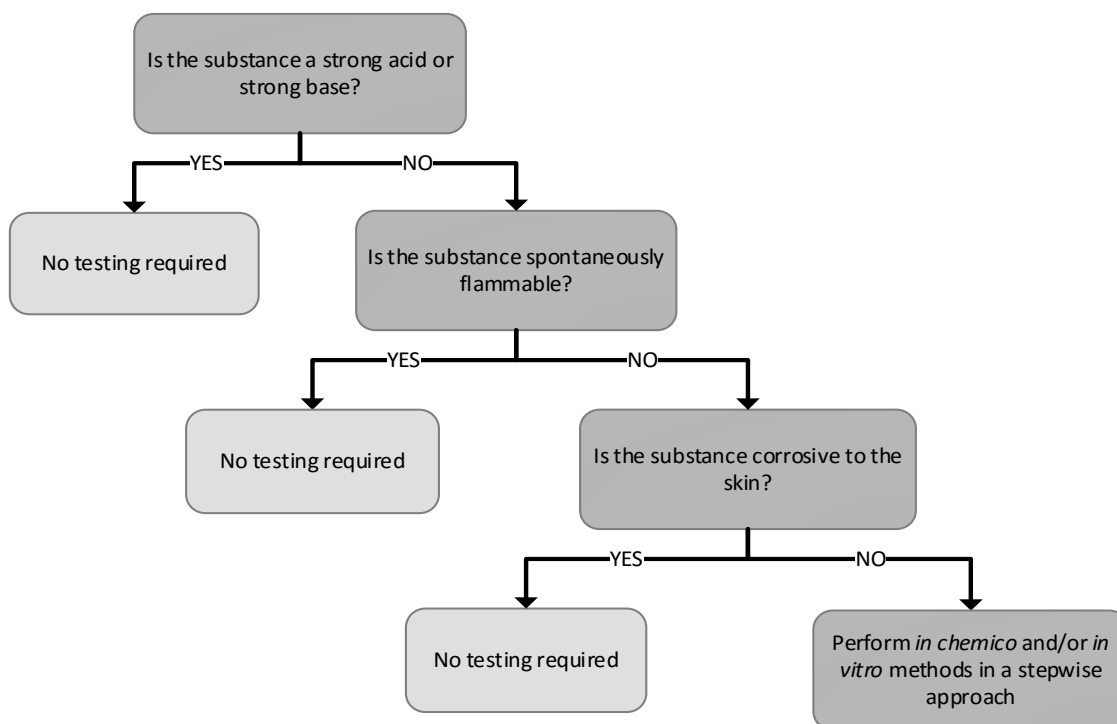 Is the substance a strong acid or
strong base?
YES
NO
No testing required
Is the substance spontaneously
flammable?
YES
NO
No testing required
Is the substance corrosive to the
skin?
YES
NO
No testing required
Perform in chemico and/or in
vitro methods in a stepwise
approach